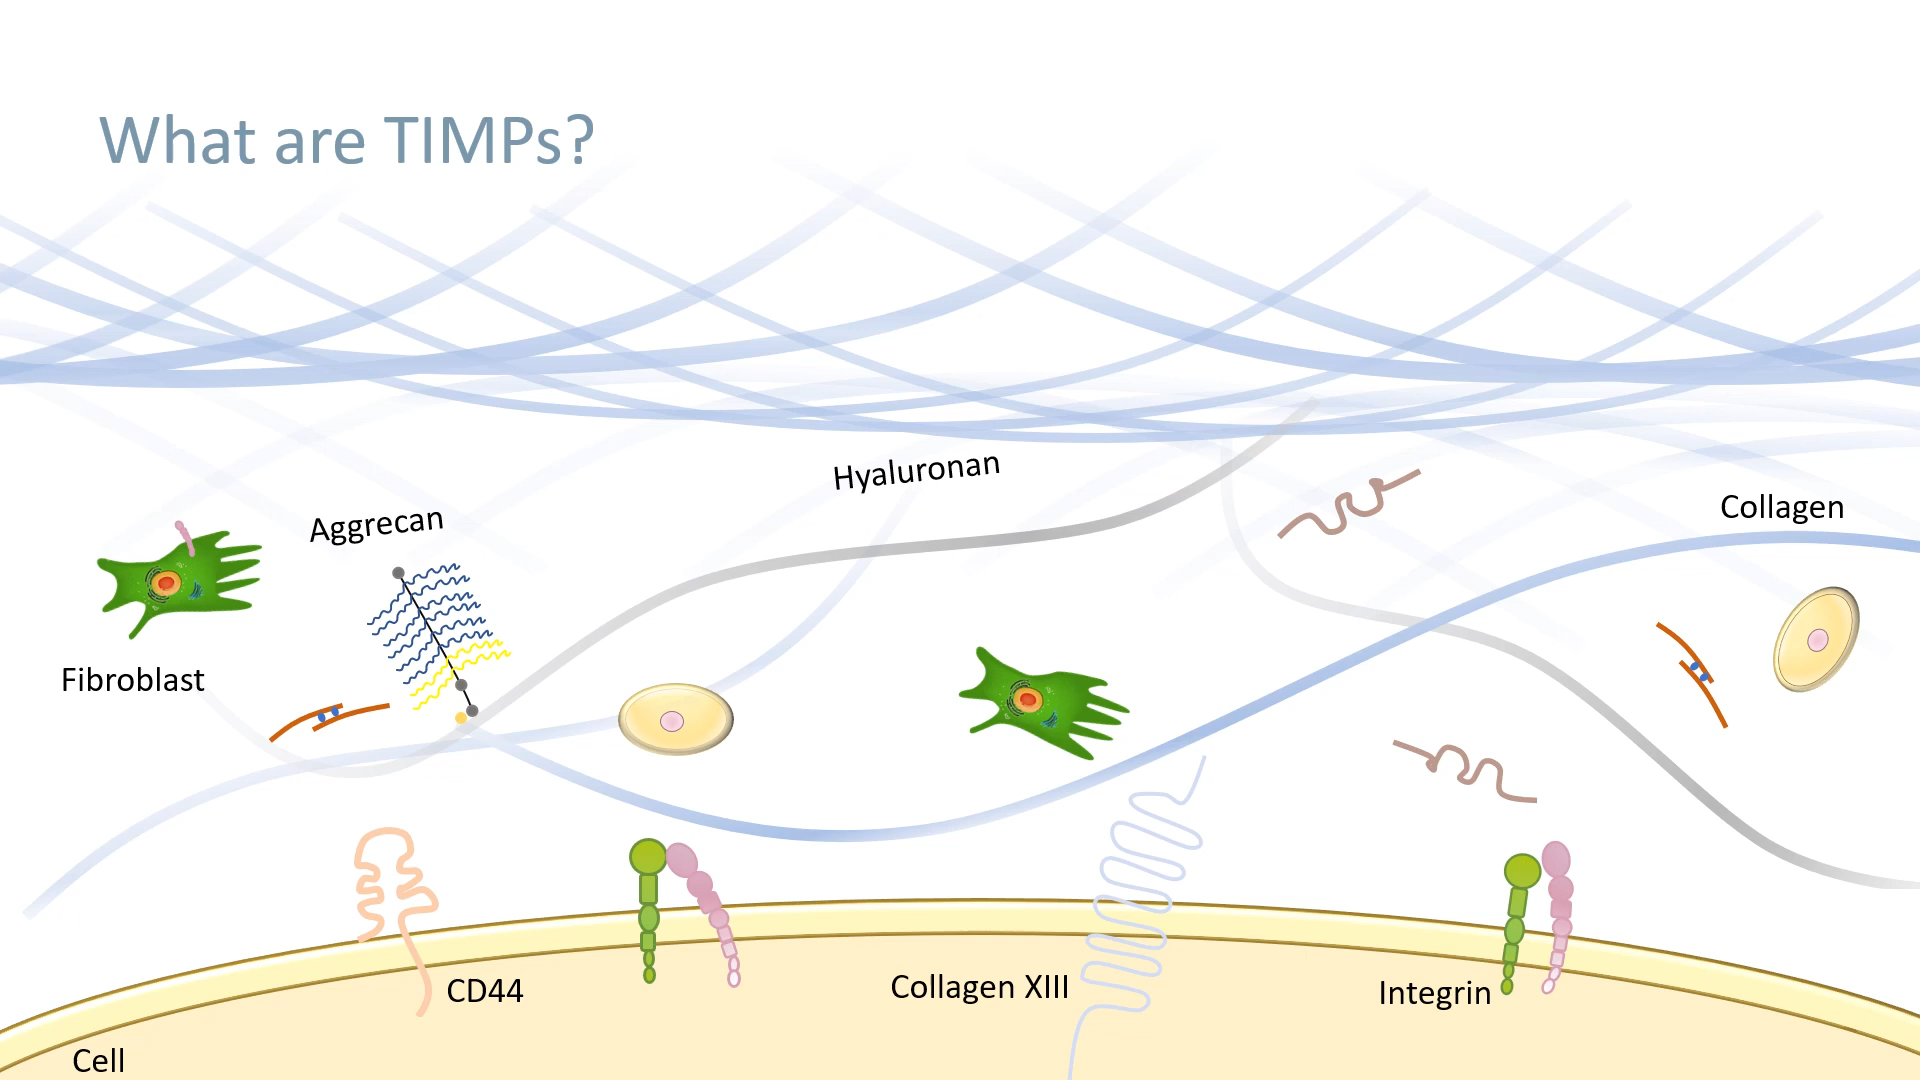 What are TIMPs?
Hyaluronan
Collagen
Aggrecan
Fibroblast
CD44
Collagen XIII
Integrin
Cell